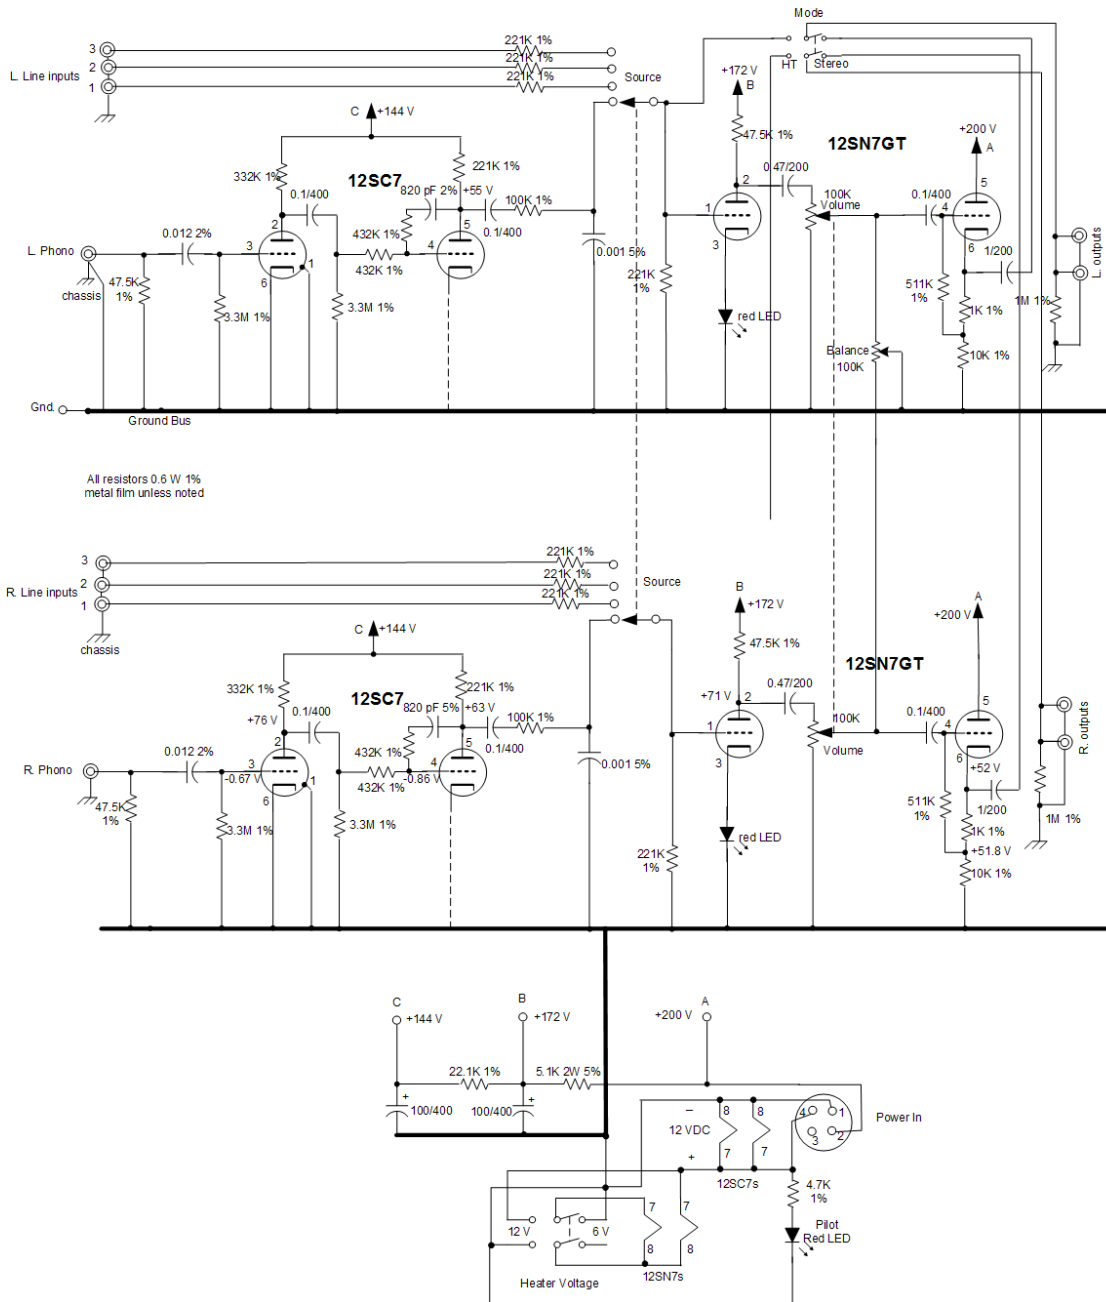 Mode
3
221K 1%
2
221K 1%
L. Line inputs
1
221K 1%
Source
HT
Stereo
C
+144 V
+172 V
B
47.5K 1%
12SN7GT
+200 V
A
332K 1%
12SC7
221K 1%
0.1/400
820 pF 2%
+55 V
100K 1%
0.1/400
0.47/200
100K
Volume
0.1/400
2
5
2
5
L. Phono
0.012 2%
3
1
6
432K 1%
432K 1%
4
0.001 5%
1
3
4
6
1/200
L. outputs
chassis
47.5K
1%
3.3M 1%
3.3M 1%
221K
1%
red LED
511K
1%
1K 1%
1M 1%
Balance
100K
10K 1%
Gnd.
Ground Bus
All resistors 0.6 W 1%
metal film unless noted
3
221K 1%
2
221K 1%
R. Line inputs
1
221K 1%
Source
chassis
C
+144 V
B
+172 V
47.5K 1%
12SN7GT
A
+200 V
332K 1%
12SC7
221K 1%
+76 V
0.1/400
820 pF 5%
+63 V
100K 1%
0.1/400
+71 V
0.47/200
100K
Volume
0.1/400
2
5
2
5
R. Phono
0.012 2%
3
-0.67 V
1
6
432K 1%
432K 1%
4
-0.86 V
0.001 5%
1
3
4
6
+52 V
1/200
R. outputs
47.5K
1%
3.3M 1%
3.3M 1%
221K
1%
red LED
511K
1%
1K 1%
+51.8 V
10K 1%
1M 1%
C
+144 V
B
+172 V
A
+200 V
22.1K 1%
5.1K 2W 5%
+
100/400
+
100/400
–
12 VDC
+
8
8
7
7
12SC7s
4
1
3
2
Power In
4.7K
1%
Pilot
Red LED
12 V
6 V
7
7
8
8
12SN7s
Heater Voltage